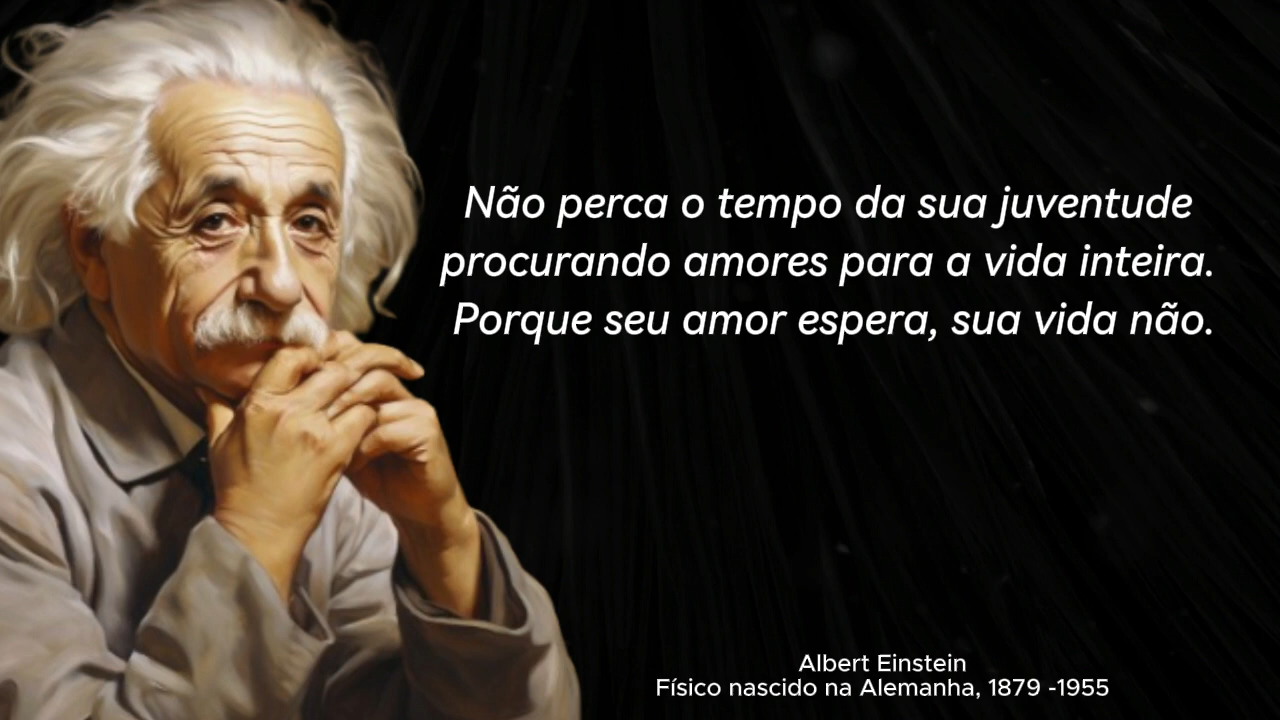 Não perca o tempo da sua juventude
procurando amores para a vida inteira.
Porque seu amor espera, sua vida não.
Albert Einstein
Físico nascido na Alemanha, 1879 -1955